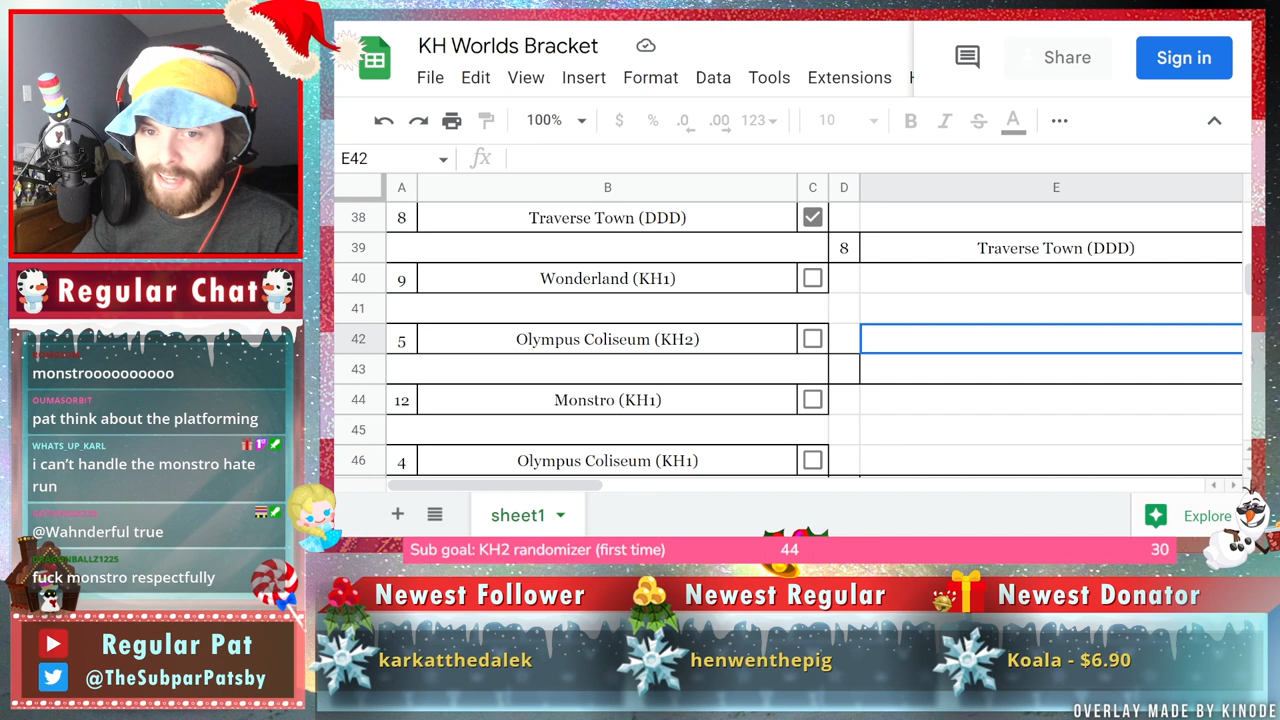 KH Worlds Bracket
File Edit View Insert Format Data Tools Extensions
Share
Sign in
100% $ % .0 .00 123 10 B I S A
E42 fx
A B C D E
38 8 Traverse Town (DDD)
39 8 Traverse Town (DDD)
40 9 Wonderland (KH1)
41
42 5 Olympus Coliseum (KH2)
43
44 12 Monstro (KH1)
45
46 4 Olympus Coliseum (KH1)
+ sheet1 Explore
Sub goal: KH2 randomizer (first time) 44 30
Regular Chat
monstroooooooooo
OUMASORBIT
pat think about the platforming
WHATS_UP_KARL
i can't handle the monstro hate
run
@Wahnderful true
fuck monstro respectfully
Regular Pat
@TheSubparPatsby
Newest Follower
karkatthedalek
Newest Regular
henwenthepig
Newest Donator
Koala - $6.90
OVERLAY MADE BY KINODE